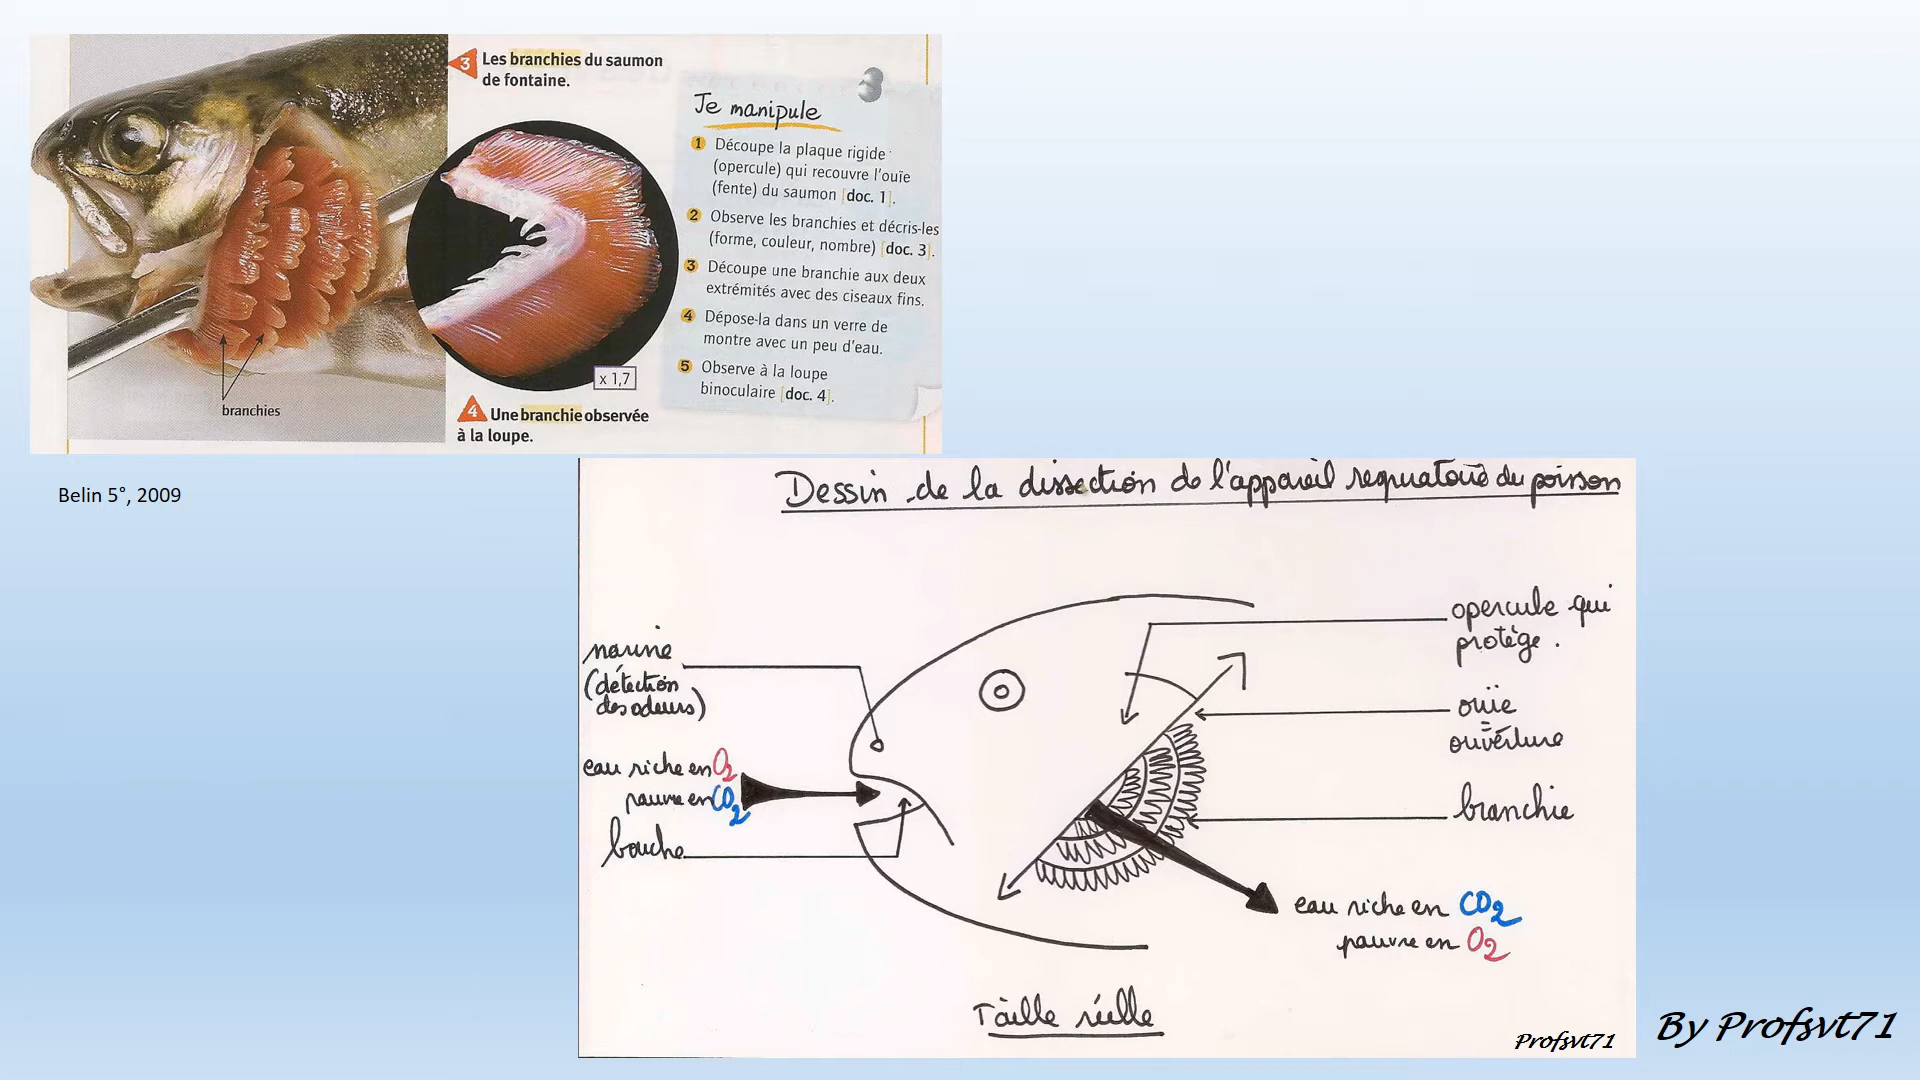 3 Les branchies du saumon
de fontaine.
Je manipule
1 Découpe la plaque rigide
(opercule) qui recouvre l'ouïe
(fente) du saumon [doc. 1].
2 Observe les branchies et décris-les
(forme, couleur, nombre) [doc. 3].
3 Découpe une branchie aux deux
extrémités avec des ciseaux fins.
4 Dépose-la dans un verre de
montre avec un peu d'eau.
5 Observe à la loupe
binoculaire [doc. 4].
x 1,7
branchies
4 Une branchie observée
à la loupe.
Belin 5°, 2009
Dessin de la dissection de l'appareil respiratoire du poisson
opercule qui
protège.
narine
(détection
des odeurs)
ouïe
=
ouverture
eau riche en O2
pauvre en CO2
bouche
branchie
eau riche en CO2
pauvre en O2
Taille réelle
Profsvt71
By Profsvt71